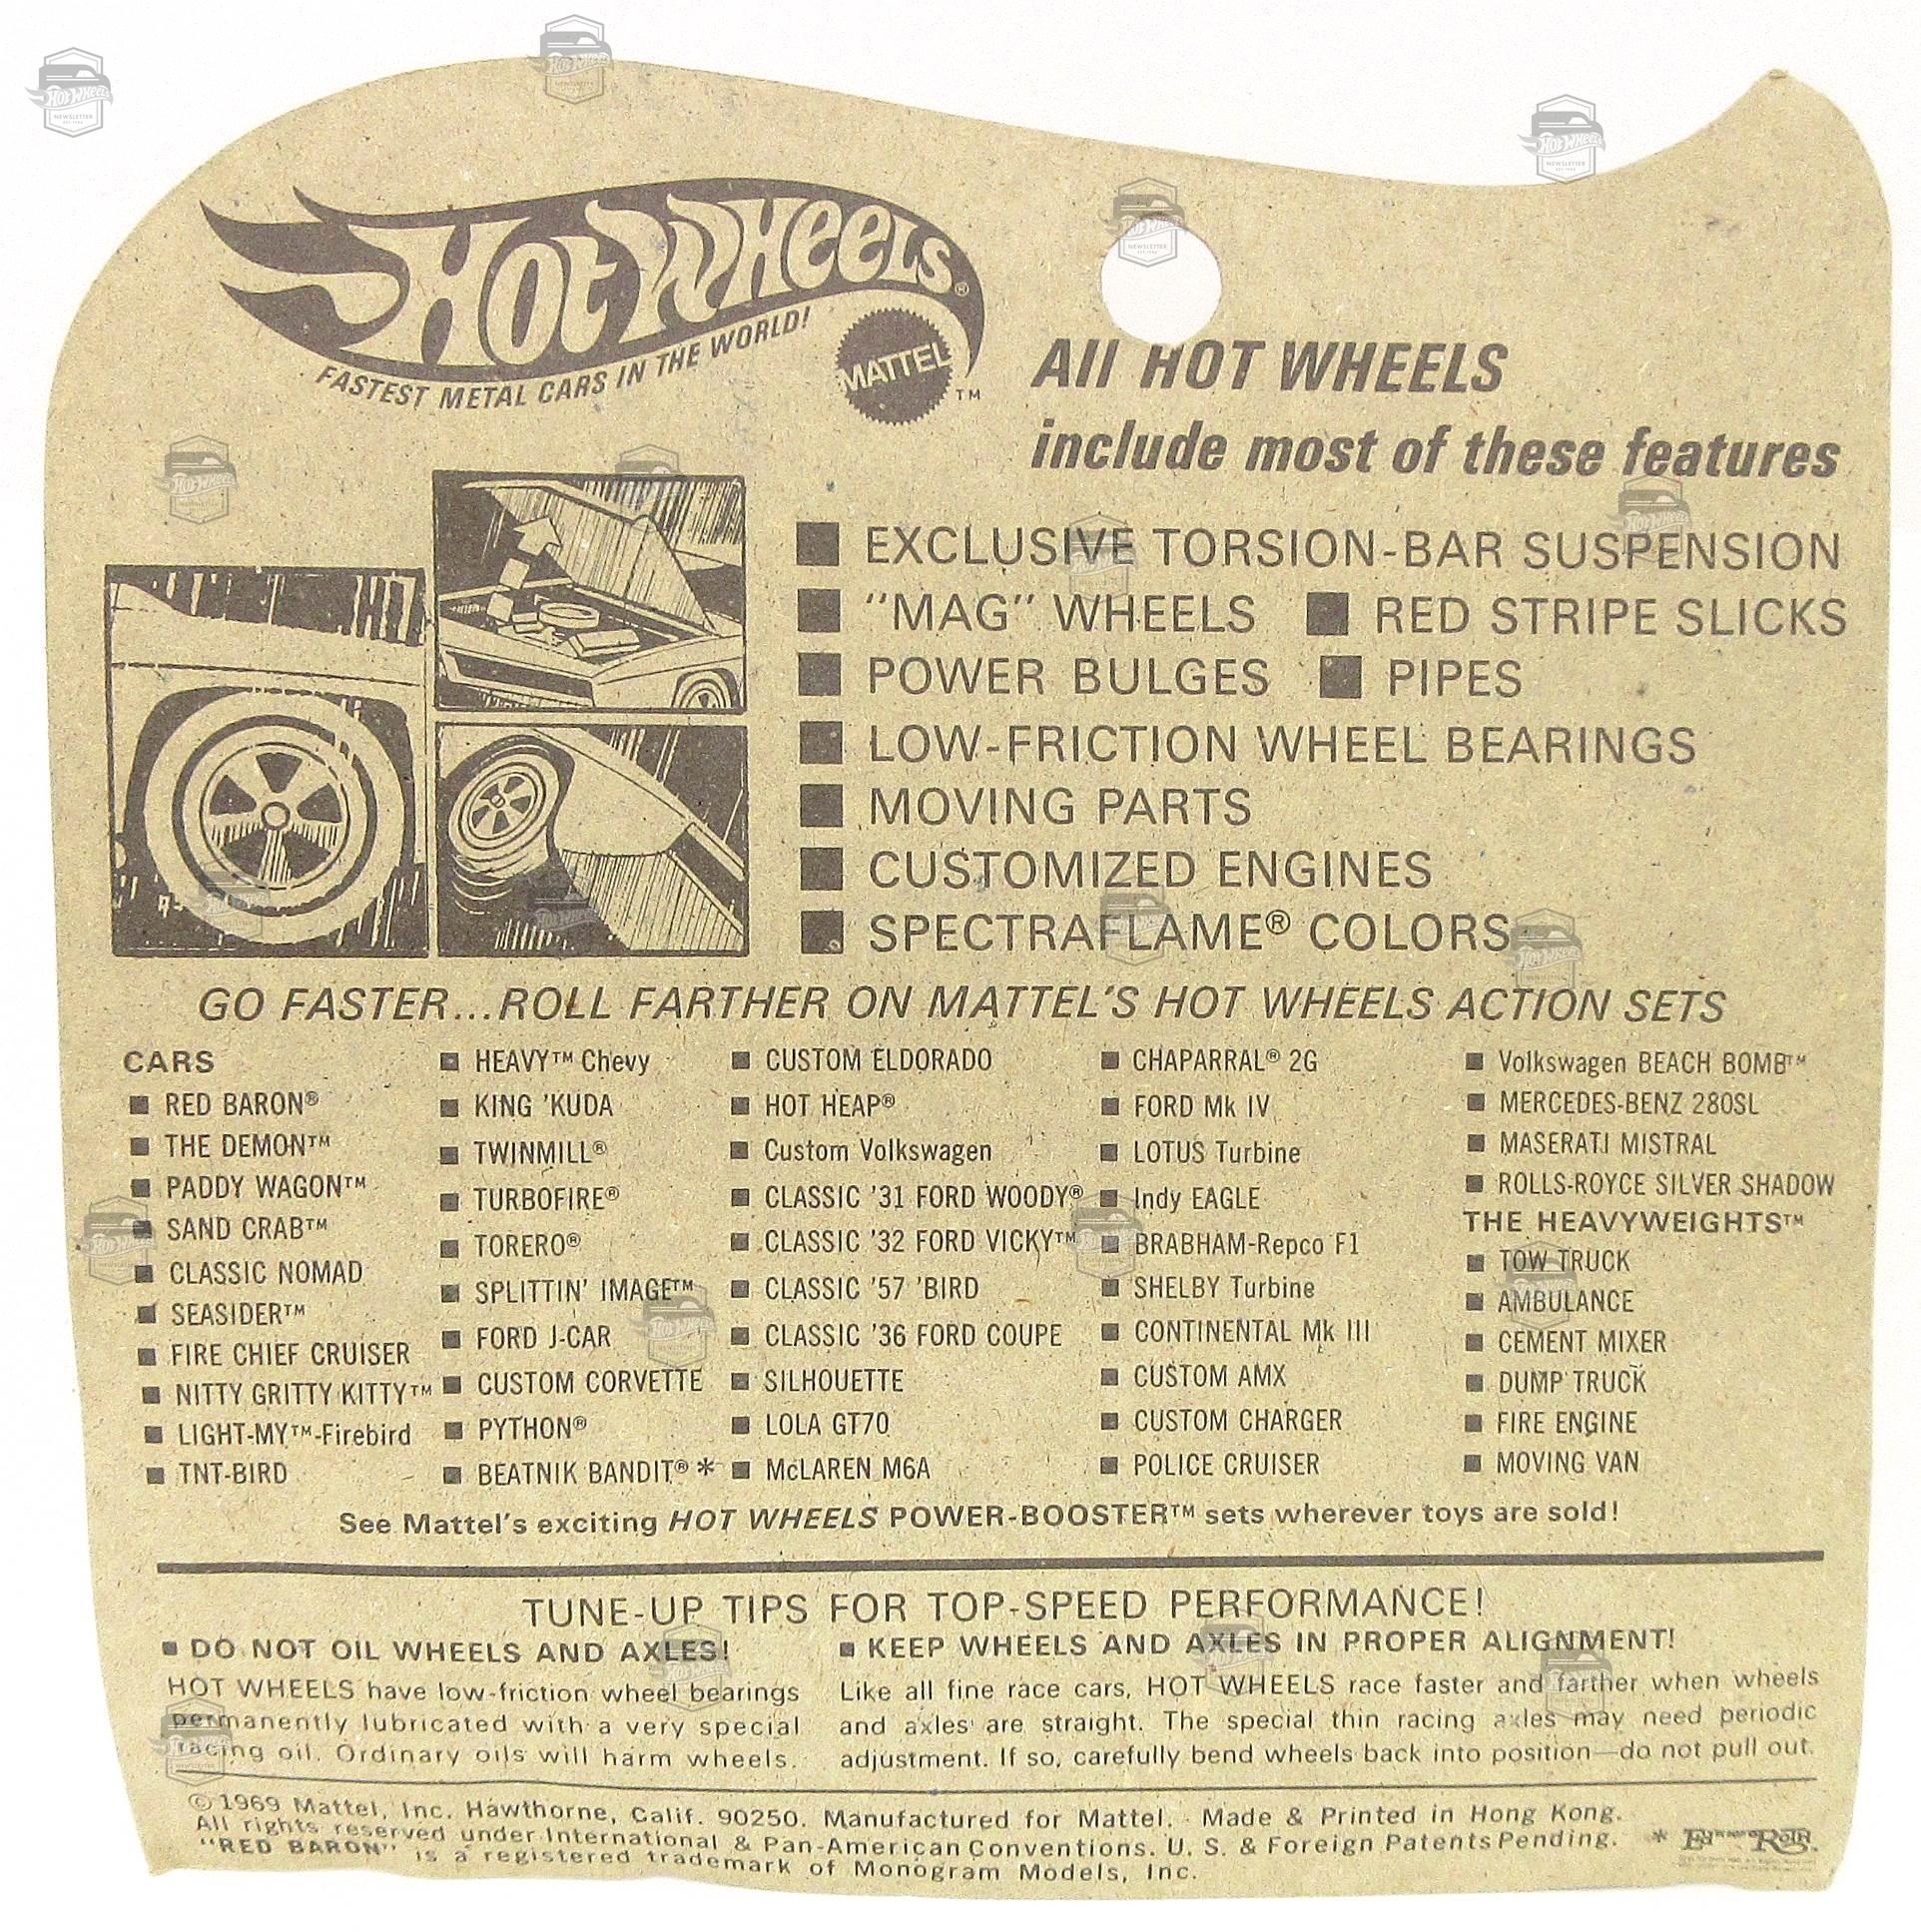 HOT WHEELS®
FASTEST METAL CARS IN THE WORLD!
MATTEL
TM
All HOT WHEELS
include most of these features
■ EXCLUSIVE TORSION-BAR SUSPENSION
■ "MAG" WHEELS ■ RED STRIPE SLICKS
■ POWER BULGES ■ PIPES
■ LOW-FRICTION WHEEL BEARINGS
■ MOVING PARTS
■ CUSTOMIZED ENGINES
■ SPECTRAFLAME® COLORS
GO FASTER...ROLL FARTHER ON MATTEL'S HOT WHEELS ACTION SETS
CARS
■ RED BARON®
■ THE DEMON™
■ PADDY WAGON™
■ SAND CRAB™
■ CLASSIC NOMAD
■ SEASIDER™
■ FIRE CHIEF CRUISER
■ NITTY GRITTY KITTY™
■ LIGHT-MY™-Firebird
■ TNT-BIRD
■ HEAVY™ Chevy
■ KING 'KUDA
■ TWINMILL®
■ TURBOFIRE®
■ TORERO®
■ SPLITTIN' IMAGE™
■ FORD J-CAR
■ CUSTOM CORVETTE
■ PYTHON®
■ BEATNIK BANDIT® *
■ CUSTOM ELDORADO
■ HOT HEAP®
■ Custom Volkswagen
■ CLASSIC '31 FORD WOODY®
■ CLASSIC '32 FORD VICKY™
■ CLASSIC '57 'BIRD
■ CLASSIC '36 FORD COUPE
■ SILHOUETTE
■ LOLA GT70
■ McLAREN M6A
■ CHAPARRAL® 2G
■ FORD Mk IV
■ LOTUS Turbine
■ Indy EAGLE
■ BRABHAM-Repco F1
■ SHELBY Turbine
■ CONTINENTAL Mk III
■ CUSTOM AMX
■ CUSTOM CHARGER
■ POLICE CRUISER
■ Volkswagen BEACH BOMB™
■ MERCEDES-BENZ 280SL
■ MASERATI MISTRAL
■ ROLLS-ROYCE SILVER SHADOW
THE HEAVYWEIGHTS™
■ TOW TRUCK
■ AMBULANCE
■ CEMENT MIXER
■ DUMP TRUCK
■ FIRE ENGINE
■ MOVING VAN
See Mattel's exciting HOT WHEELS POWER-BOOSTER™ sets wherever toys are sold!
TUNE-UP TIPS FOR TOP-SPEED PERFORMANCE!
■ DO NOT OIL WHEELS AND AXLES!
HOT WHEELS have low-friction wheel bearings
permanently lubricated with a very special
racing oil. Ordinary oils will harm wheels.
■ KEEP WHEELS AND AXLES IN PROPER ALIGNMENT!
Like all fine race cars, HOT WHEELS race faster and farther when wheels
and axles are straight. The special thin racing axles may need periodic
adjustment. If so, carefully bend wheels back into position—do not pull out.
©1969 Mattel, Inc. Hawthorne, Calif. 90250. Manufactured for Mattel. Made & Printed in Hong Kong.
All rights reserved under International & Pan-American Conventions. U. S. & Foreign Patents Pending.
"RED BARON" is a registered trademark of Monogram Models, Inc.
* Ed Roth